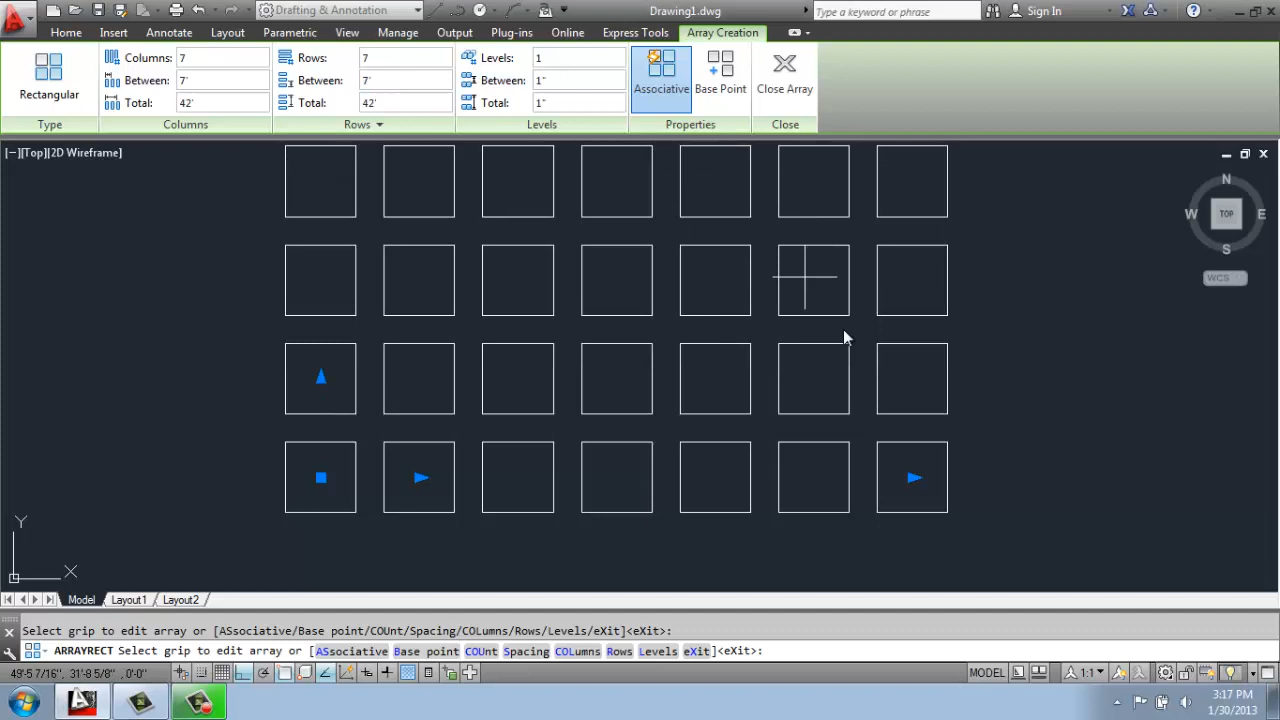 Drafting & Annotation
Drawing1.dwg
Type a keyword or phrase
Sign In
Home Insert Annotate Layout Parametric View Manage Output Plug-ins Online Express Tools Array Creation
Columns: 7 Rows: 7 Levels: 1
Between: 7' Between: 7' Between: 1"
Rectangular Associative Base Point Close Array
Total: 42' Total: 42' Total: 1"
Type Columns Rows Levels Properties Close
[−][Top][2D Wireframe]
N
W TOP E
S
WCS
Y
X
Model Layout1 Layout2
Select grip to edit array or [ASsociative/Base point/COUnt/Spacing/COLumns/Rows/Levels/eXit]<eXit>:
ARRAYRECT Select grip to edit array or [ASsociative Base point COUnt Spacing COLumns Rows Levels eXit]<eXit>:
49'-5 7/16", 31'-8 5/8", 0'-0" MODEL 1:1
3:17 PM
1/30/2013